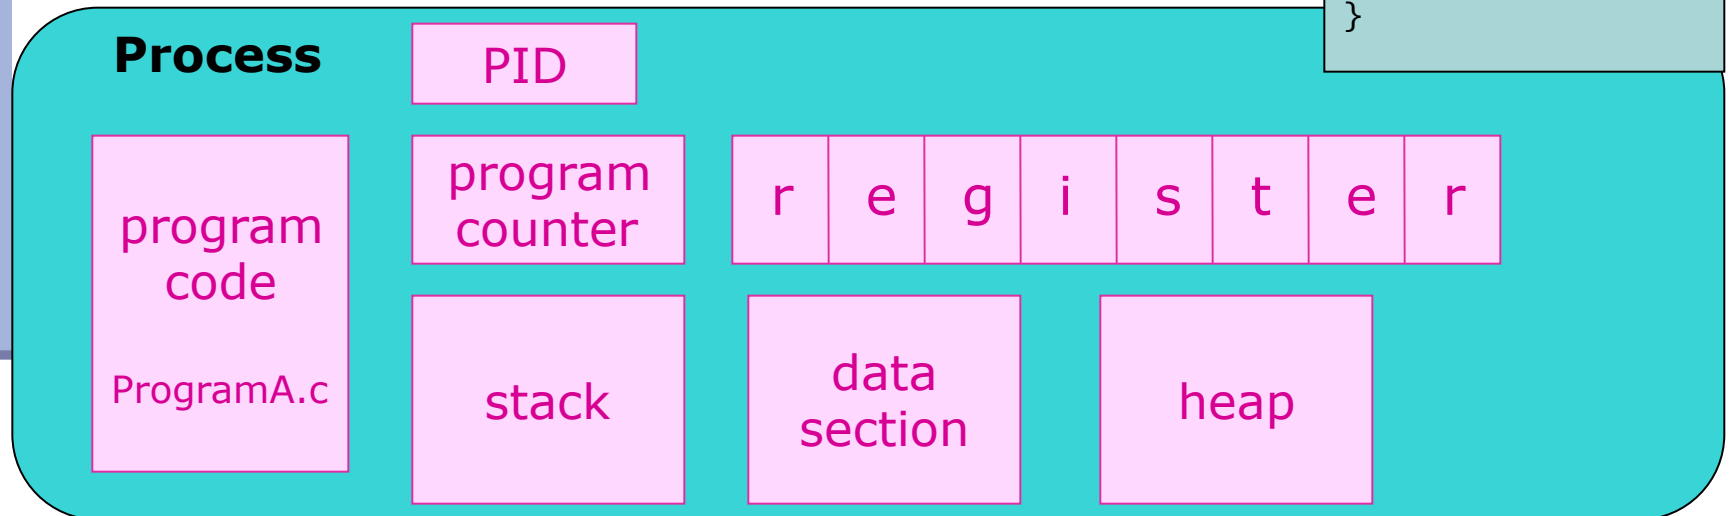 }
Process
PID
program
counter
r e g i s t e r
program
code
ProgramA.c
stack
data
section
heap